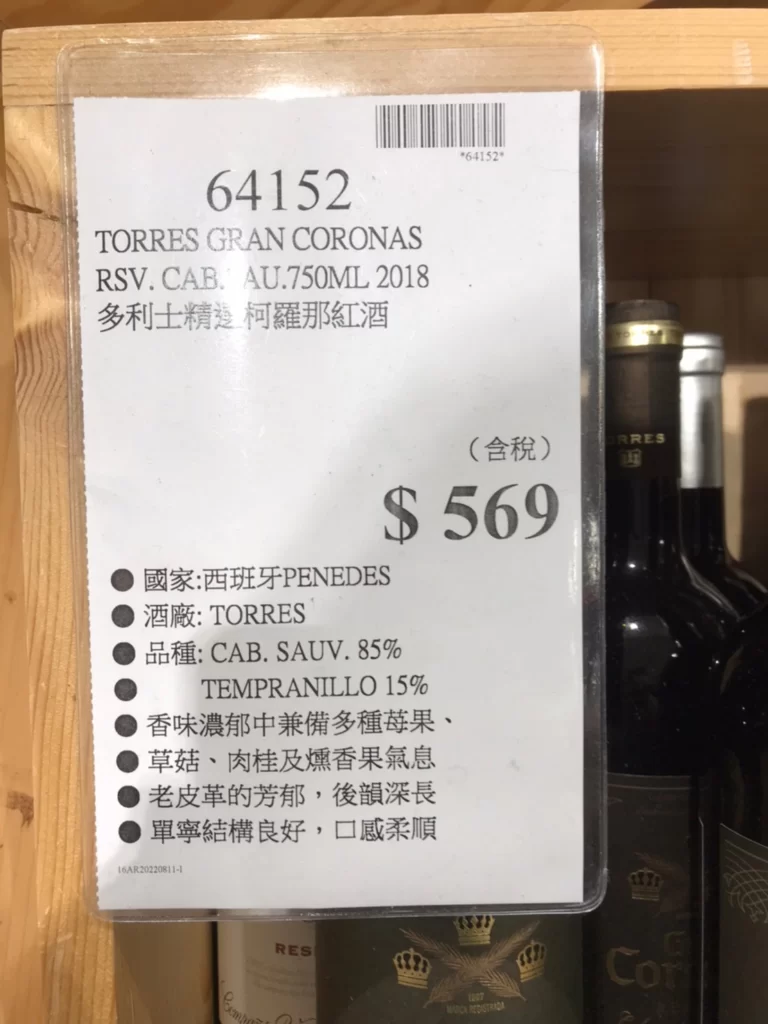 *64152*
64152
TORRES GRAN CORONAS
RSV. CAB. AU.750ML 2018
多利士精選柯羅那紅酒
（含稅）
$ 569
● 國家:西班牙PENEDES
● 酒廠: TORRES
● 品種: CAB. SAUV. 85%
● TEMPRANILLO 15%
● 香味濃郁中兼備多種莓果、
● 草菇、肉桂及燻香果氣息
● 老皮革的芳郁，後韻深長
● 單寧結構良好，口感柔順
16AR20220811-1
ORRES
RES
Cor